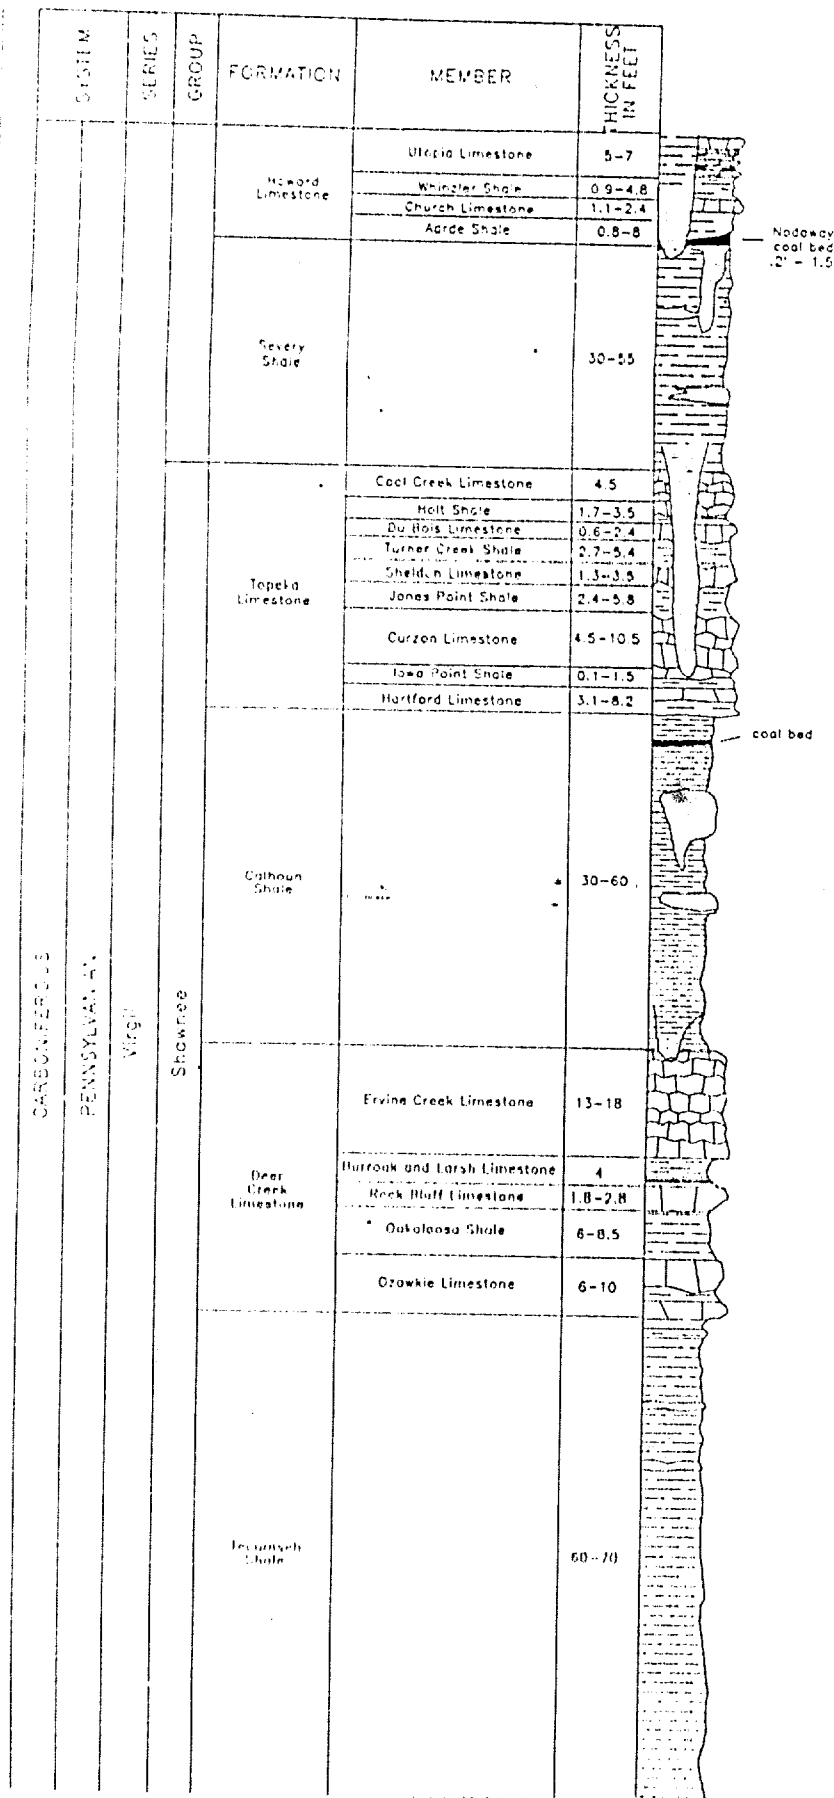 SYSTEM
SERIES
GROUP
FORMATION
MEMBER
THICKNESS
IN FEET
CARBONIFEROUS
PENNSYLVANIAN
Virgil
Shawnee
Howard
Limestone
Utopia Limestone
5-7
Whinzler Shale
0.9-4.8
Church Limestone
1.1-2.4
Aarde Shale
0.8-8
Nodaway
coal bed
.2' - 1.5
Severy
Shale
30-55
Topeka
Limestone
Coal Creek Limestone
4.5
Holt Shale
1.7-3.5
Du Bois Limestone
0.6-2.4
Turner Creek Shale
2.7-5.4
Sheldon Limestone
1.3-3.5
Jones Point Shale
2.4-5.8
Curzon Limestone
4.5-10.5
Iowa Point Shale
0.1-1.5
Hartford Limestone
3.1-8.2
coal bed
Calhoun
Shale
30-60
Deer
Creek
Limestone
Ervine Creek Limestone
13-18
Burroak and Larsh Limestone
4
Rock Bluff Limestone
1.8-2.8
Oskaloosa Shale
6-8.5
Ozawkie Limestone
6-10
Tecumseh
Shale
60-70